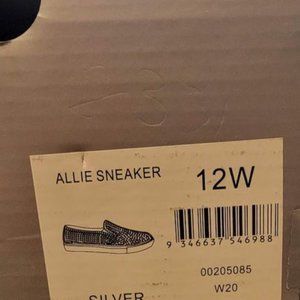 ALLIE SNEAKER
12W
9 346637 546988
00205085
W20
SILVER